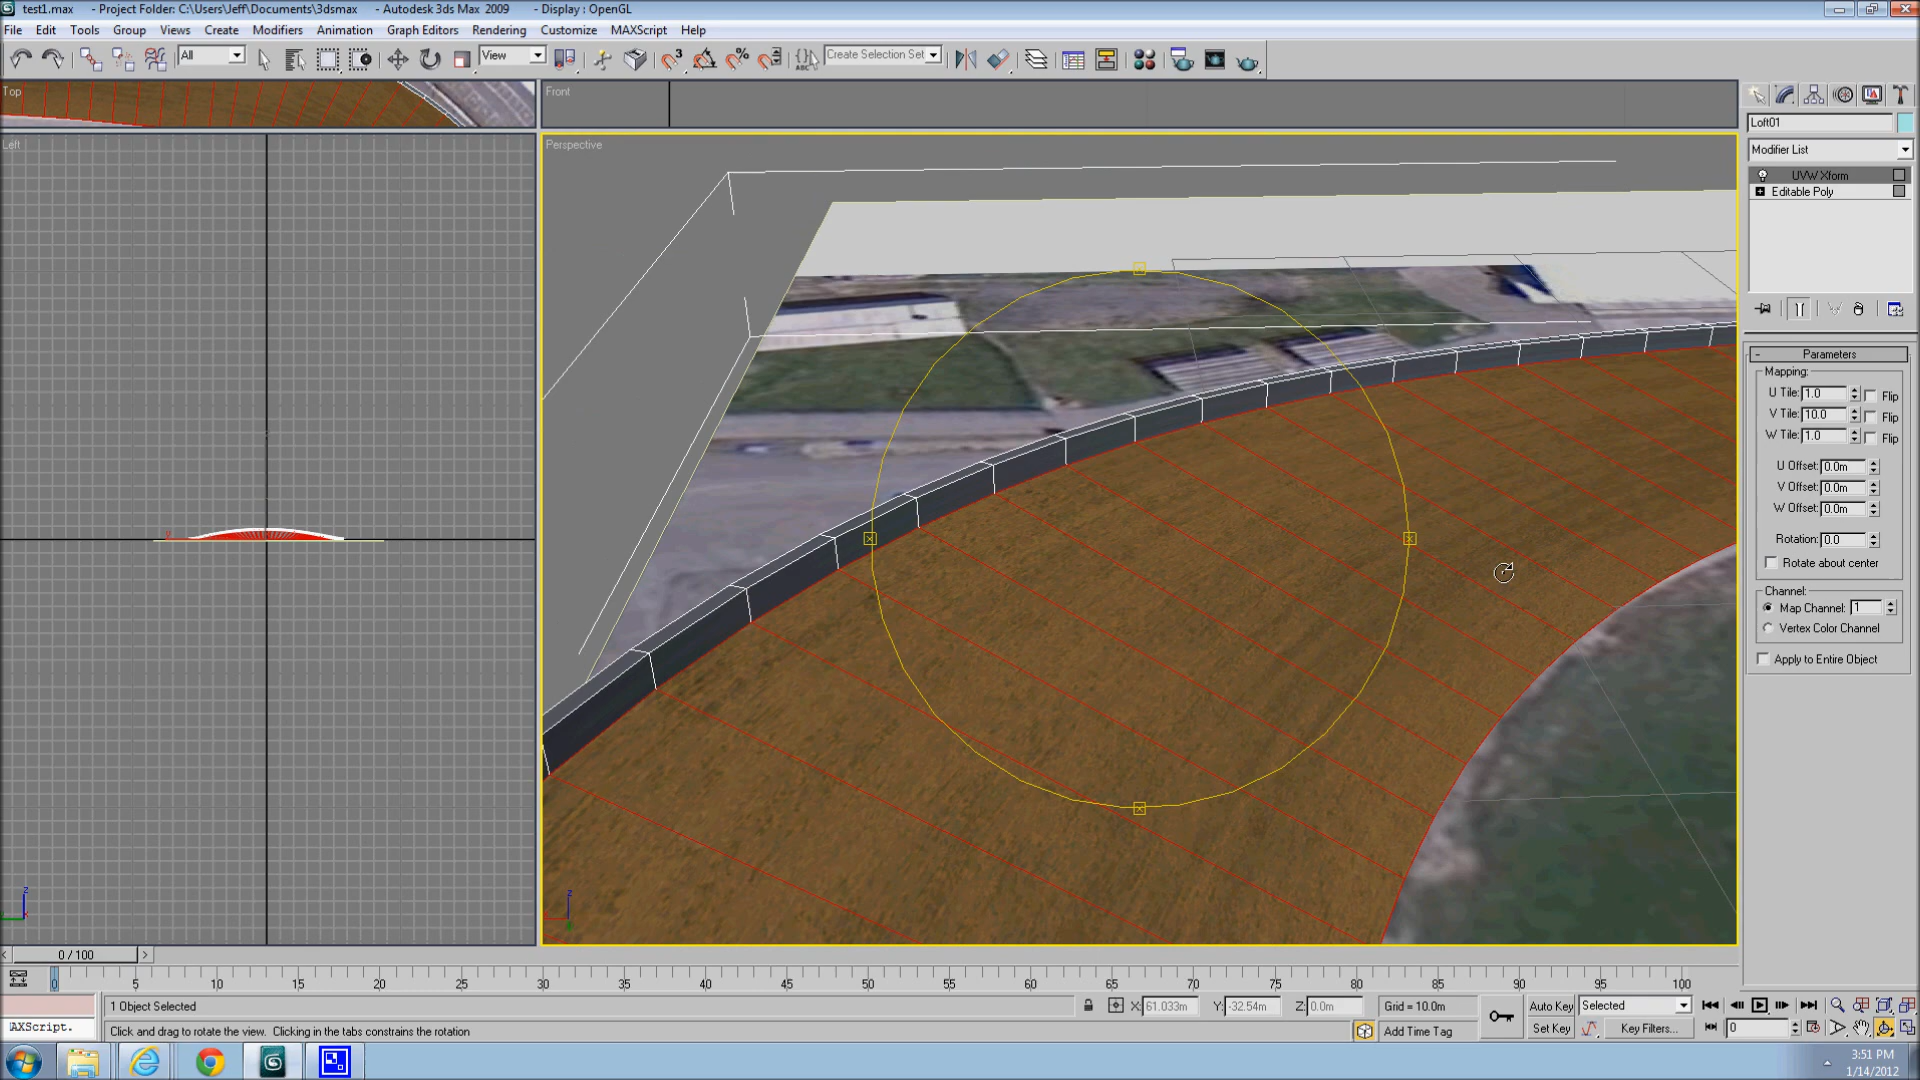 test1.max - Project Folder: C:\Users\Jeff\Documents\3dsmax - Autodesk 3ds Max 2009 - Display : OpenGL
File Edit Tools Group Views Create Modifiers Animation Graph Editors Rendering Customize MAXScript Help
All View Create Selection Set
Top
Front
Left
Perspective
Loft01
Modifier List
UVW Xform
Editable Poly
Parameters
Mapping:
U Tile: 1.0 Flip
V Tile: 10.0 Flip
W Tile: 1.0 Flip
U Offset: 0.0m
V Offset: 0.0m
W Offset: 0.0m
Rotation: 0.0
Rotate about center
Channel:
Map Channel: 1
Vertex Color Channel
Apply to Entire Object
0 / 100
0 5 10 15 20 25 30 35 40 45 50 55 60 65 70 75 80 85 90 95 100
1 Object Selected X: 61.033m Y: -32.54m Z: 0.0m Grid = 10.0m Auto Key Selected
AXScript. Click and drag to rotate the view. Clicking in the tabs constrains the rotation Add Time Tag Set Key Key Filters... 0
3:51 PM
1/14/2012